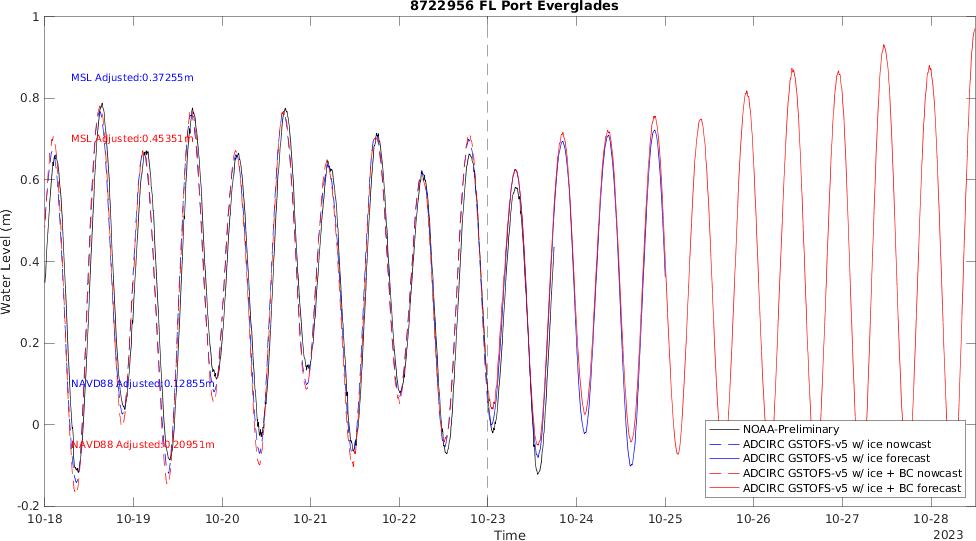 8722956 FL Port Everglades
1
0.8
0.6
0.4
0.2
0
-0.2
Water Level (m)
MSL Adjusted:0.37255m
MSL Adjusted:0.45351m
NAVD88 Adjusted:0.12855m
NAVD88 Adjusted:0.20951m
NOAA-Preliminary
ADCIRC GSTOFS-v5 w/ ice nowcast
ADCIRC GSTOFS-v5 w/ ice forecast
ADCIRC GSTOFS-v5 w/ ice + BC nowcast
ADCIRC GSTOFS-v5 w/ ice + BC forecast
10-18 10-19 10-20 10-21 10-22 10-23 10-24 10-25 10-26 10-27 10-28
Time
2023